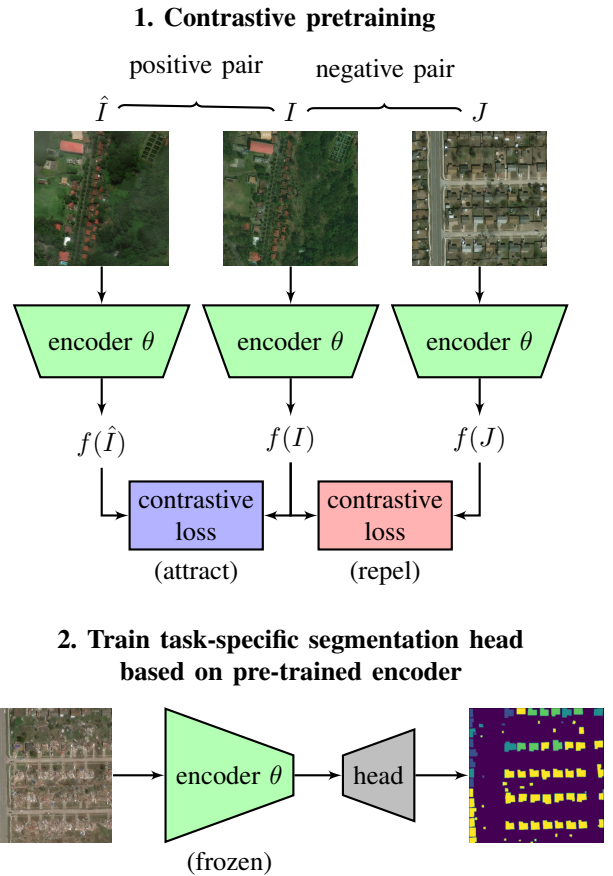 1. Contrastive pretraining
positive pair negative pair
Î I J
encoder θ encoder θ encoder θ
f(Î) f(I) f(J)
contrastive contrastive
loss loss
(attract) (repel)
2. Train task-specific segmentation head
based on pre-trained encoder
encoder θ head
(frozen)